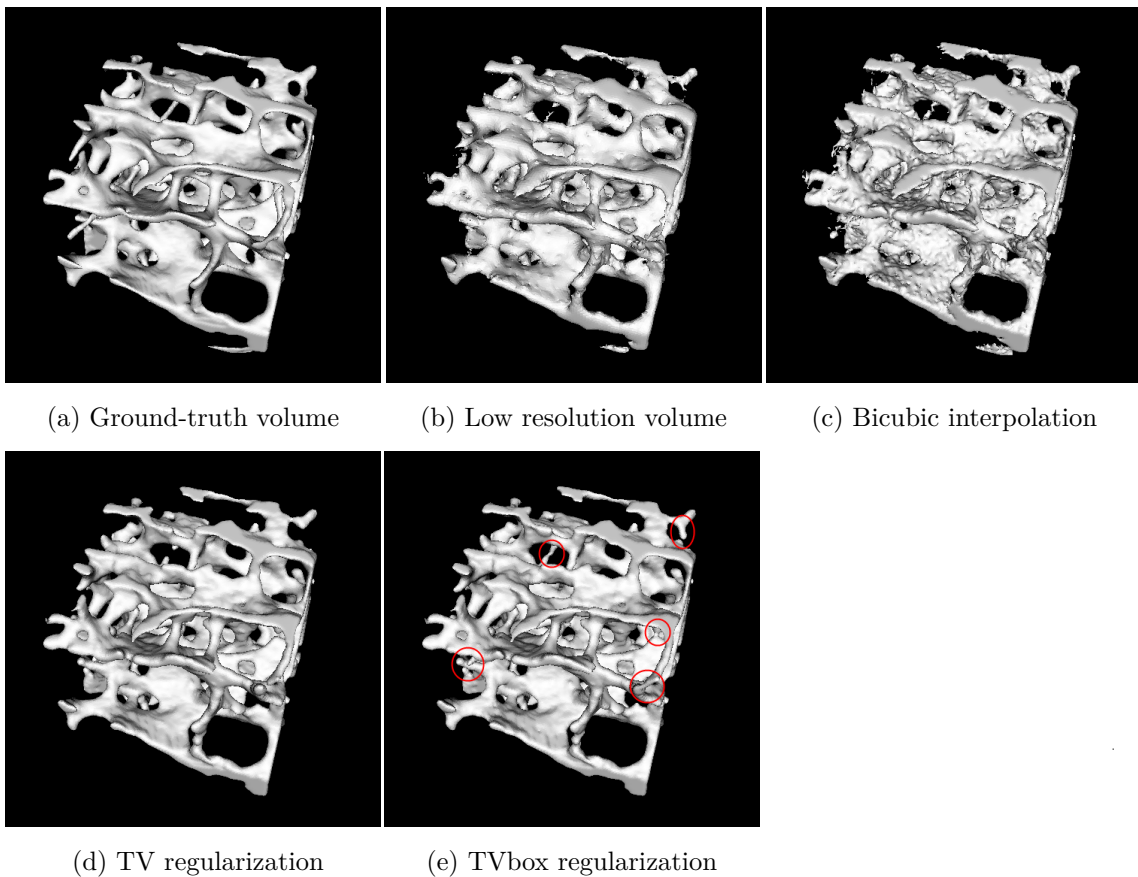 (a) Ground-truth volume
(b) Low resolution volume
(c) Bicubic interpolation
(d) TV regularization
(e) TVbox regularization